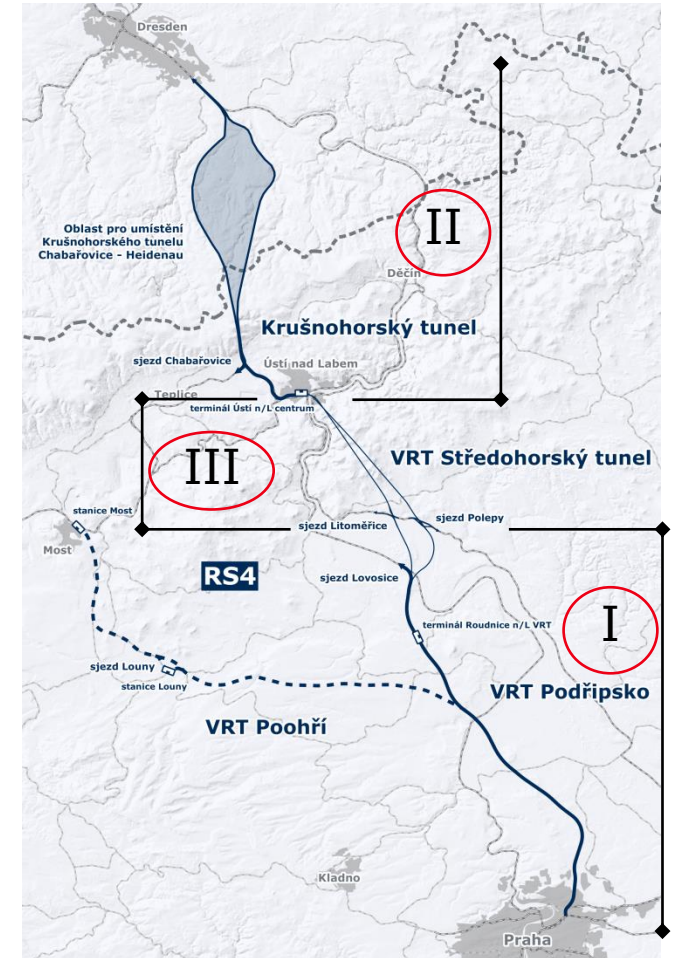 Dresden
Oblast pro umístění
Krušnohorského tunelu
Chabařovice - Heidenau
II
Děčín
Krušnohorský tunel
sjezd Chabařovice
Ústí nad Labem
Teplice
terminál Ústí n/L centrum
III
VRT Středohorský tunel
stanice Most
Most
sjezd Litoměřice
sjezd Polepy
RS4
sjezd Lovosice
I
terminál Roudnice n/L VRT
sjezd Louny
stanice Louny
VRT Podřipsko
VRT Poohří
Kladno
Praha